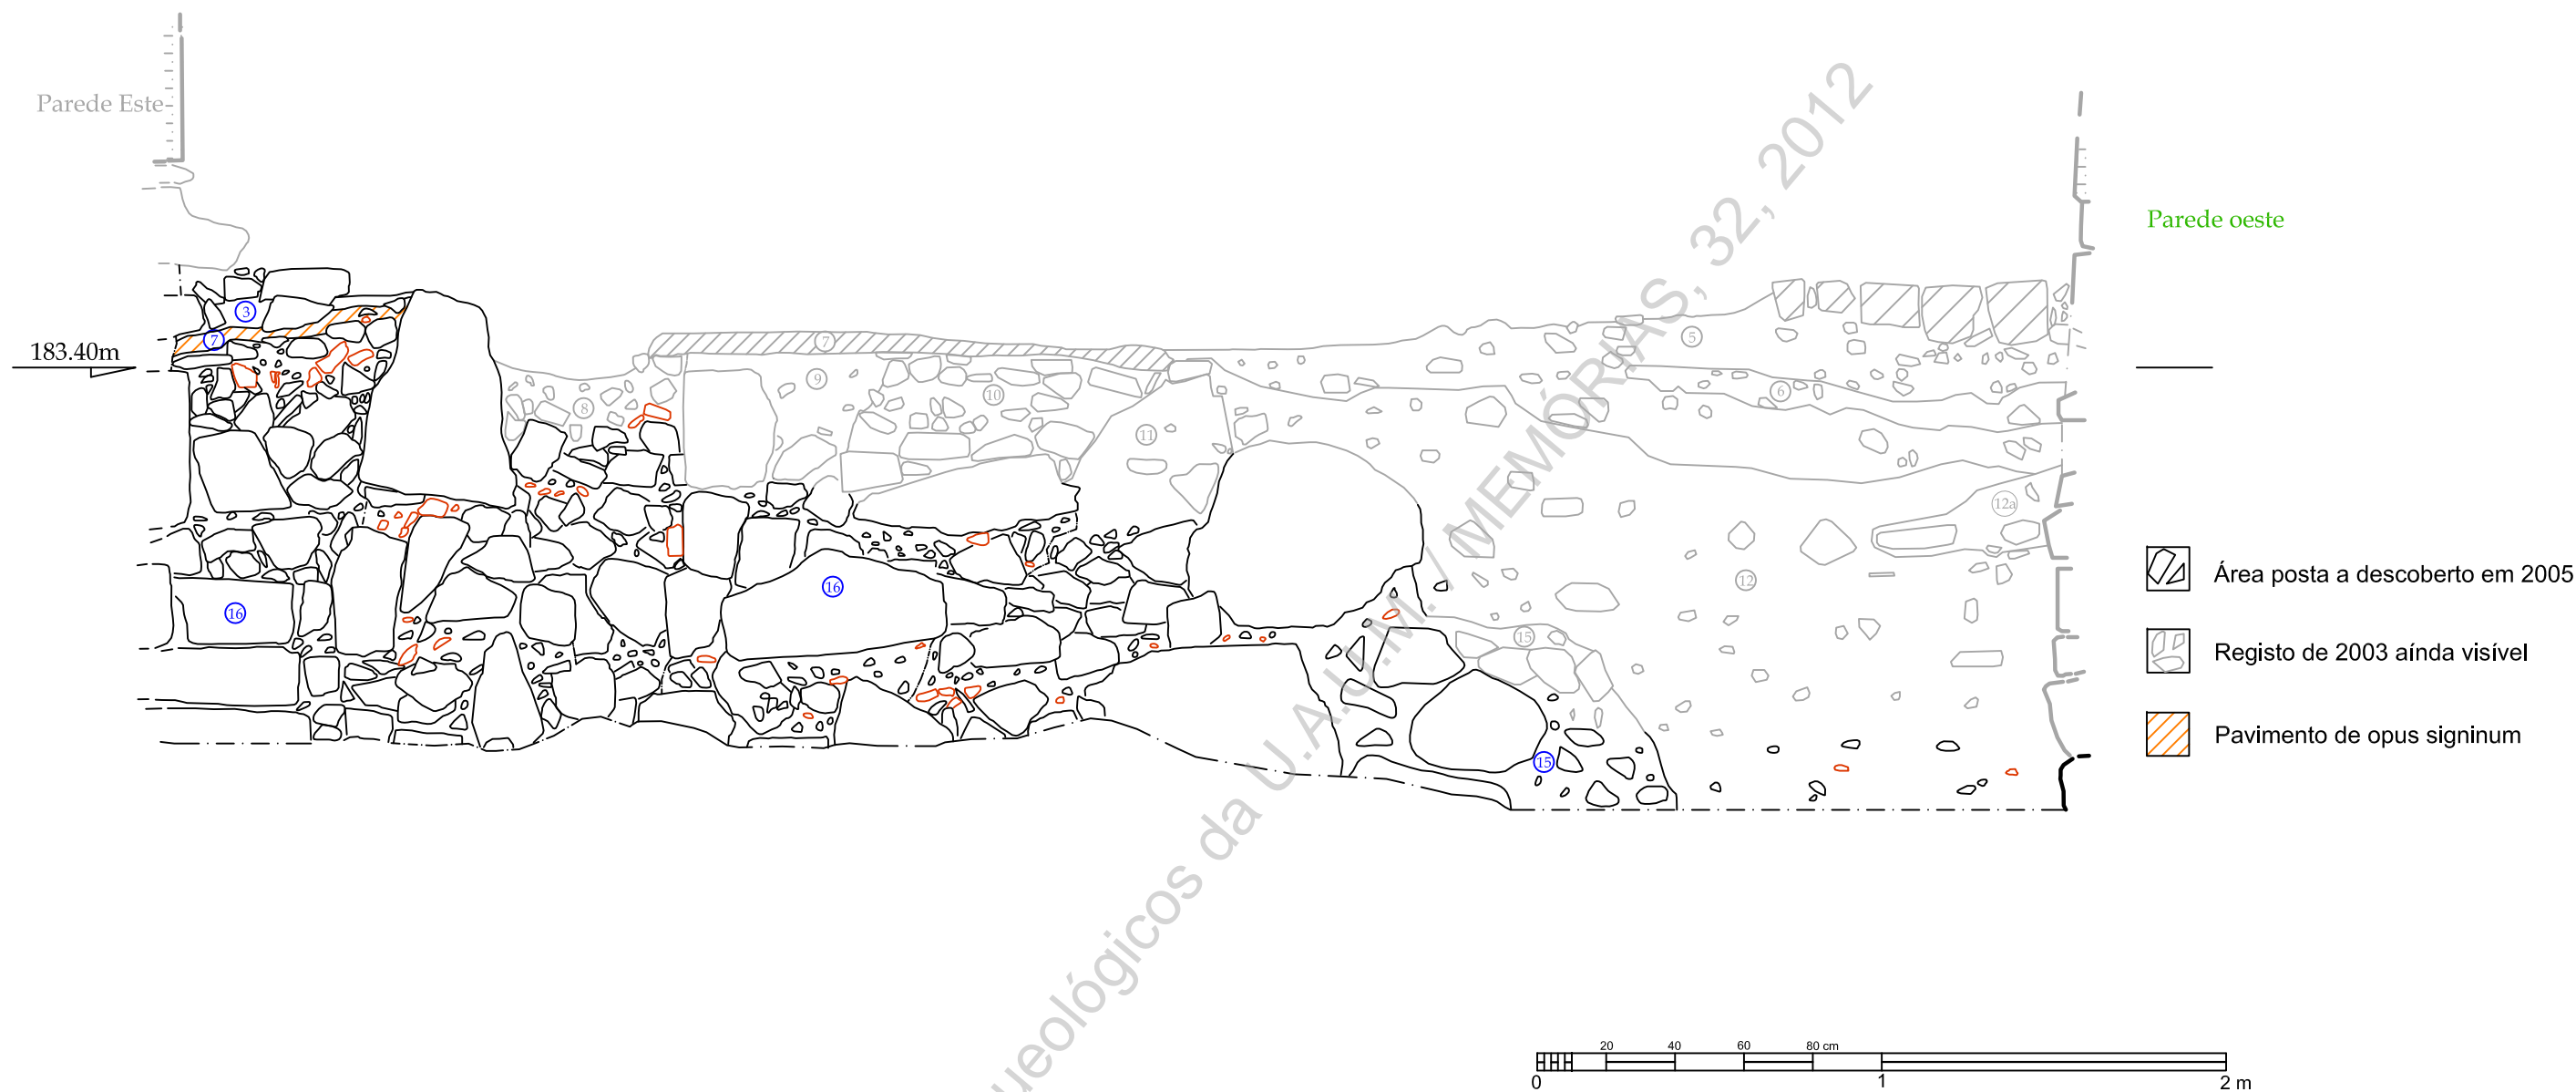 Parede Este
Parede oeste
183.40m
3
7
7
5
9
6
10
8
11
12a
16
16
12
15
15
Área posta a descoberto em 2005
Registo de 2003 aínda visível
Pavimento de opus signinum
ueológicos da U.A.U.M. / MEMÓRIAS, 32, 2012
20 40 60 80 cm
0 1 2 m